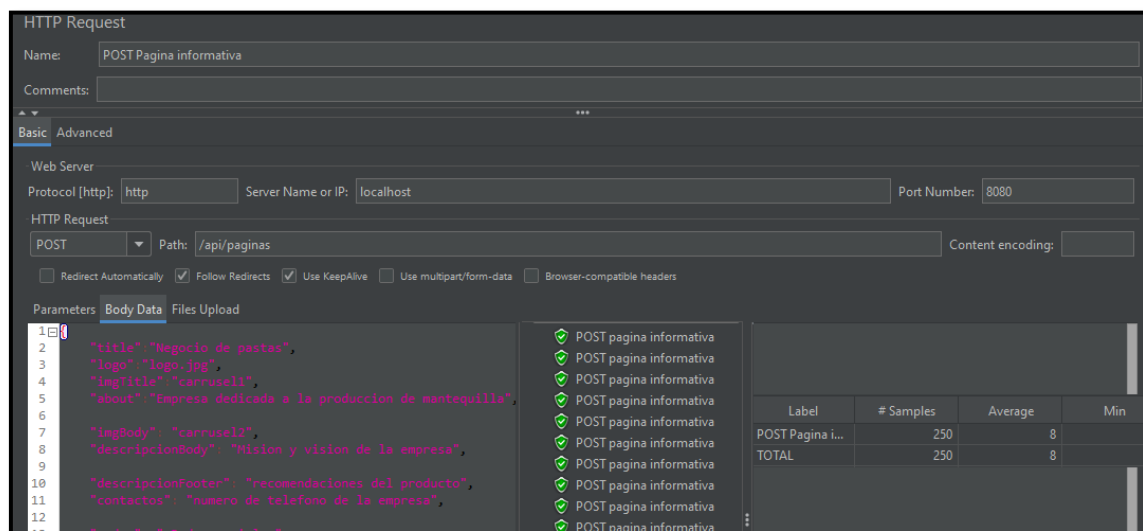 HTTP Request
Name: POST Pagina informativa
Comments:
Basic Advanced
Web Server
Protocol [http]: http Server Name or IP: localhost Port Number: 8080
HTTP Request
POST Path: /api/paginas Content encoding:
Redirect Automatically Follow Redirects Use KeepAlive Use multipart/form-data Browser-compatible headers
Parameters Body Data Files Upload
1 {
2 "title":"Negocio de pastas",
3 "logo":"logo.jpg",
4 "imgTitle":"carrusel1",
5 "about":"Empresa dedicada a la produccion de mantequilla",
6
7 "imgBody": "carrusel2",
8 "descripcionBody": "Mision y vision de la empresa",
9
10 "descripcionFooter": "recomendaciones del producto",
11 "contactos": "numero de telefono de la empresa",
12
POST pagina informativa
POST pagina informativa
POST pagina informativa
POST pagina informativa
POST pagina informativa
POST pagina informativa
POST pagina informativa
POST pagina informativa
POST pagina informativa
POST pagina informativa
Label # Samples Average Min
POST Pagina i... 250 8
TOTAL 250 8